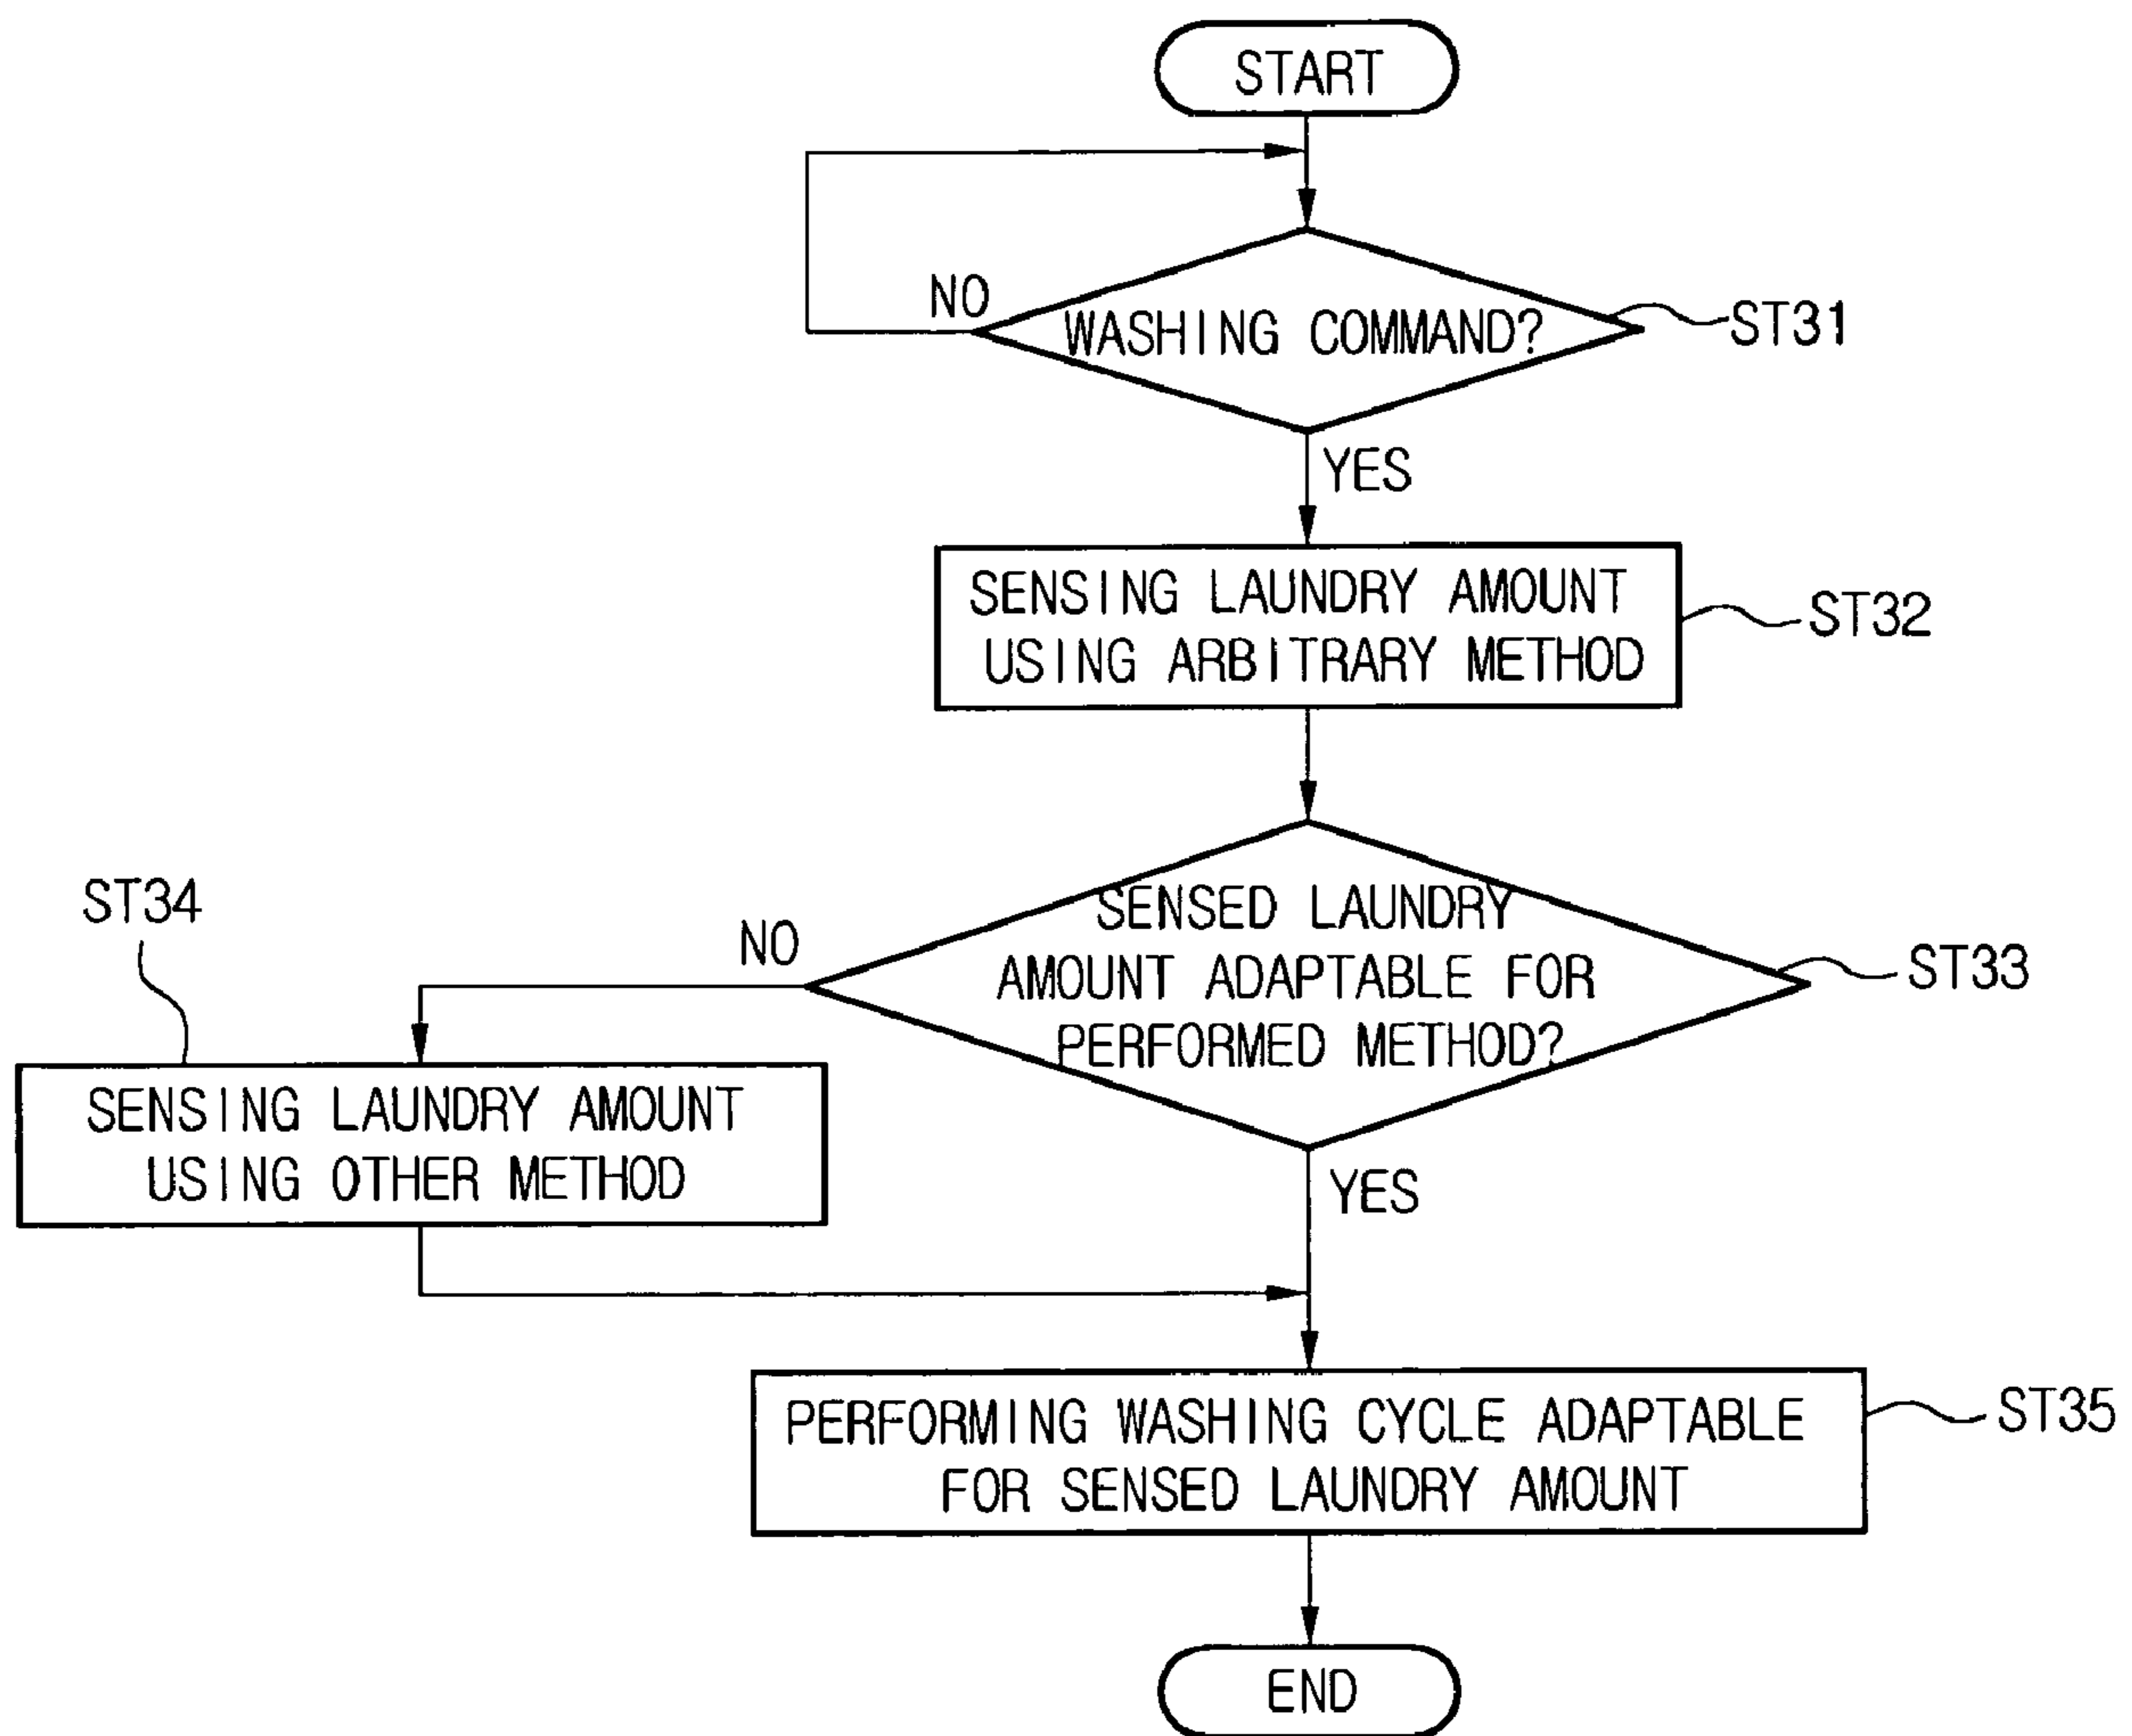 START
NO
WASHING COMMAND?
ST31
YES
SENSING LAUNDRY AMOUNT
USING ARBITRARY METHOD
ST32
ST34
NO
SENSED LAUNDRY
AMOUNT ADAPTABLE FOR
PERFORMED METHOD?
ST33
SENSING LAUNDRY AMOUNT
USING OTHER METHOD
YES
PERFORMING WASHING CYCLE ADAPTABLE
FOR SENSED LAUNDRY AMOUNT
ST35
END